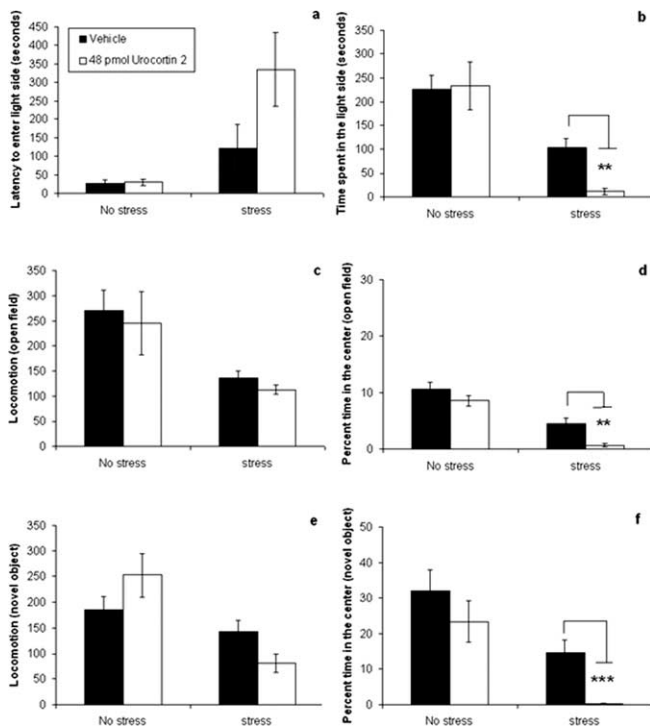 a
Latency to enter light side (seconds)
450
400
350
300
250
200
150
100
50
0
Vehicle
48 pmol Urocortin 2
No stress
stress
b
Time spent in the light side (seconds)
350
300
250
200
150
100
50
0
**
No stress
stress
c
Locomotion (open field)
350
300
250
200
150
100
50
0
No stress
stress
d
Percent time in the center (open field)
30
20
10
0
**
No stress
stress
e
Locomotion (novel object)
350
300
250
200
150
100
50
0
No stress
stress
f
Percent time in the center (novel object)
50
40
30
20
10
0
***
No stress
stress